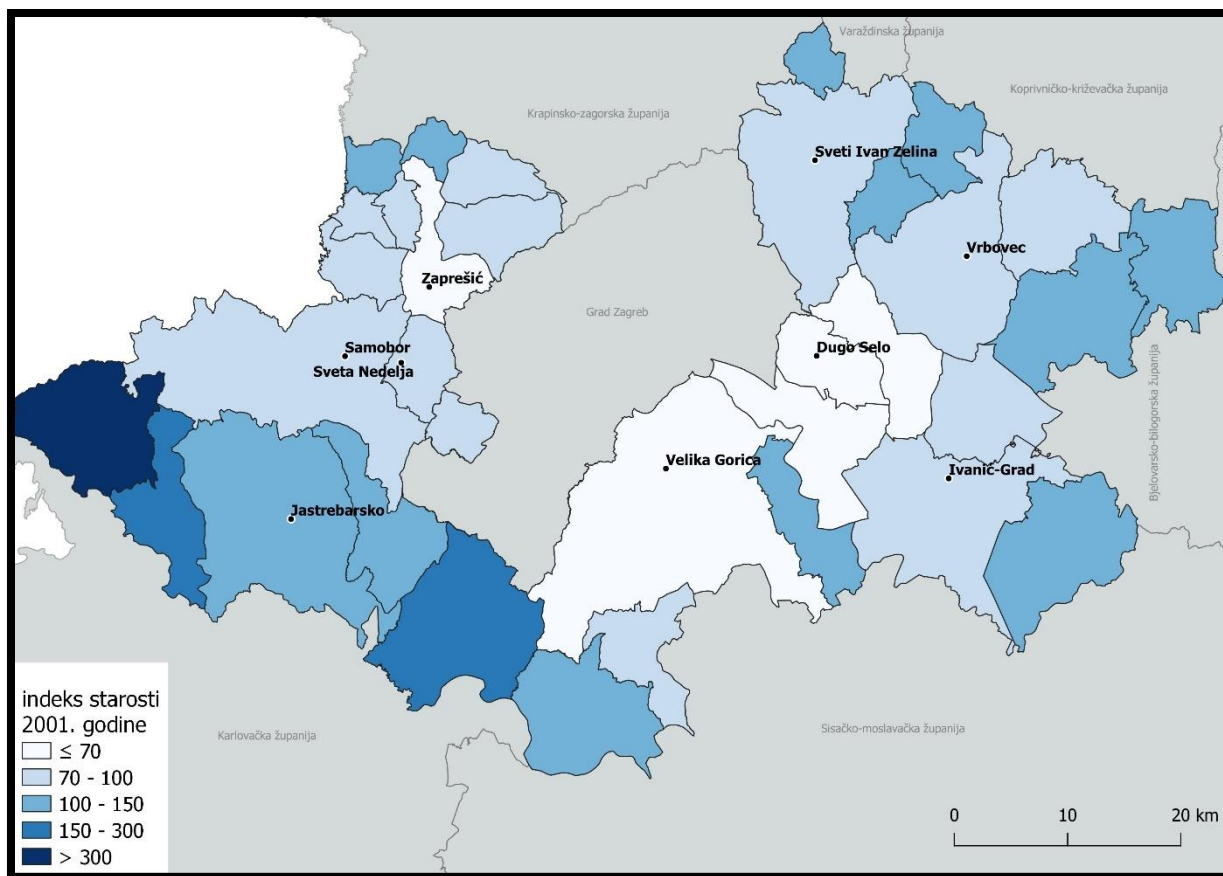 Varaždinska županija
Koprivničko-križevačka županija
Krapinsko-zagorska županija
Sveti Ivan Zelina
Vrbovec
Zaprešić
Grad Zagreb
Samobor
Sveta Nedelja
Dugo Selo
Bjelovarsko-bilogorska županija
Velika Gorica
Ivanić-Grad
Jastrebarsko
Karlovačka županija
Sisačko-moslavačka županija
indeks starosti
2001. godine
≤ 70
70 - 100
100 - 150
150 - 300
> 300
0 10 20 km